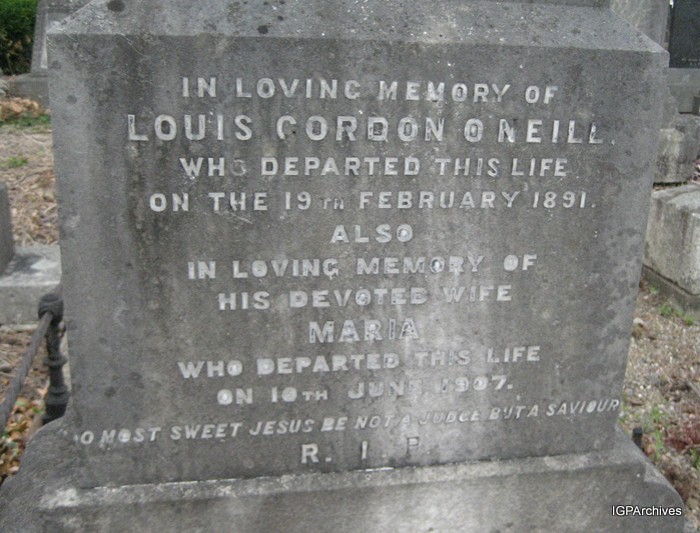 IN LOVING MEMORY OF
LOUIS GORDON O'NEILL.
WHO DEPARTED THIS LIFE
ON THE 19TH FEBRUARY 1891.
ALSO
IN LOVING MEMORY OF
HIS DEVOTED WIFE
MARIA
WHO DEPARTED THIS LIFE
ON 10TH JUNE 1907.
O MOST SWEET JESUS BE NOT A JUDGE BUT A SAVIOUR
R. I. P.
IGPArchives